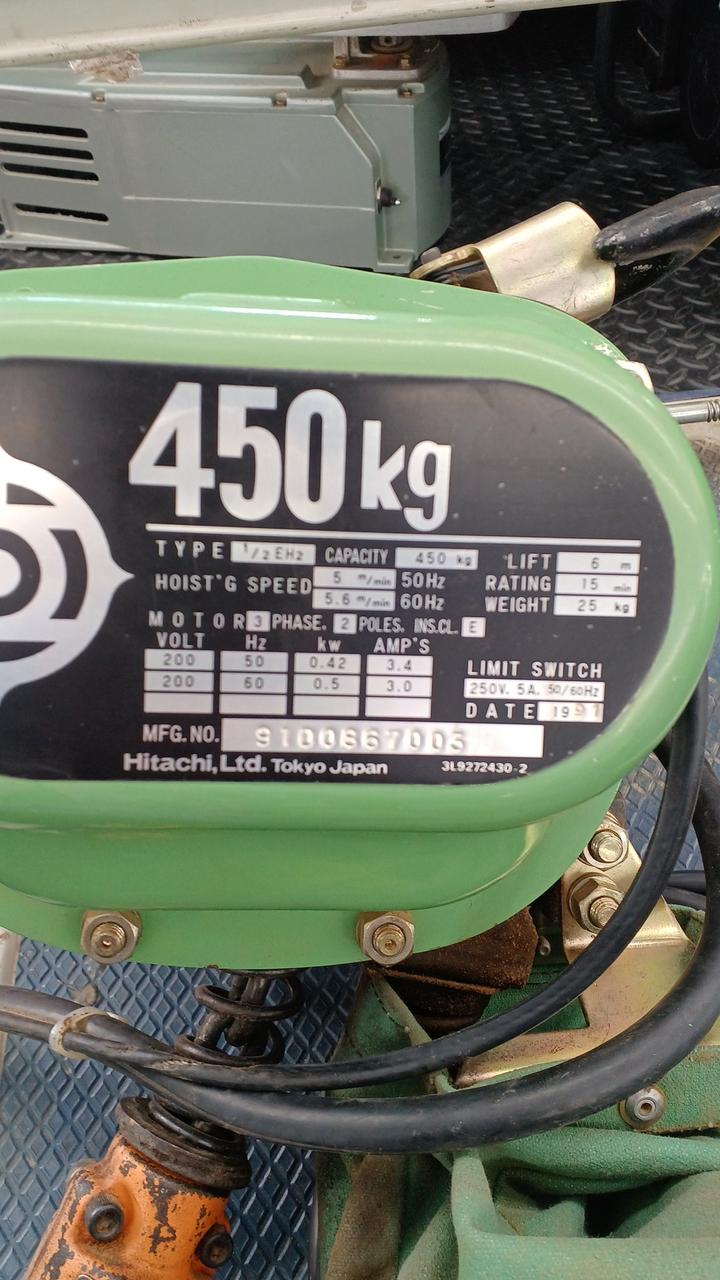 450kg
TYPE 1/2 EH2 CAPACITY 450 kg LIFT 6 m
HOIST'G SPEED 5 m/min 50Hz RATING 15 min
5.6 m/min 60Hz WEIGHT 25 kg
MOTOR 3 PHASE. 2 POLES. INS.CL. E
VOLT Hz kw AMP'S
200 50 0.42 3.4
200 60 0.5 3.0
LIMIT SWITCH
250V. 5A. 50/60Hz
DATE 1991
MFG.NO. 9100867003
Hitachi,Ltd. Tokyo Japan 3L9272430-2